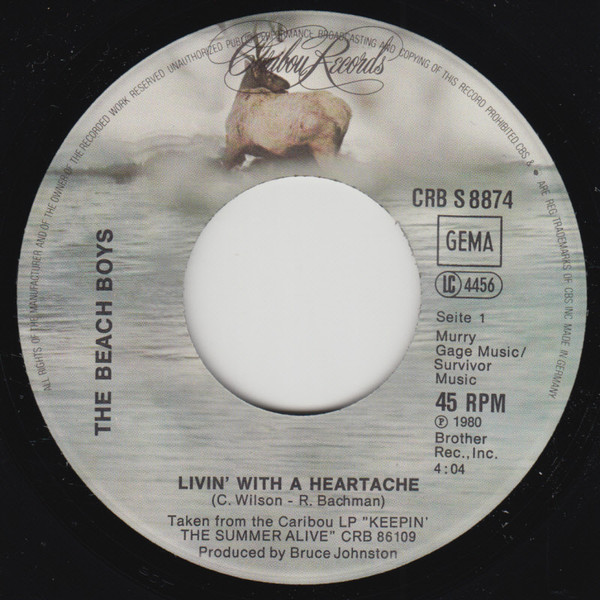 Caribou Records
ALL RIGHTS OF THE MANUFACTURER AND OF THE OWNER OF THE RECORDED WORK RESERVED UNAUTHORIZED PUBLIC PERFORMANCE BROADCASTING AND COPYING OF THIS RECORD PROHIBITED. CBS & ARE REG/TRADEMARKS OF CBS INC MADE IN GERMANY
THE BEACH BOYS
CRB S 8874
GEMA
LC 4456
Seite 1
Murry
Gage Music/
Survivor
Music
45 RPM
℗ 1980
Brother
Rec., Inc.
4:04
LIVIN' WITH A HEARTACHE
(C. Wilson - R. Bachman)
Taken from the Caribou LP "KEEPIN'
THE SUMMER ALIVE" CRB 86109
Produced by Bruce Johnston